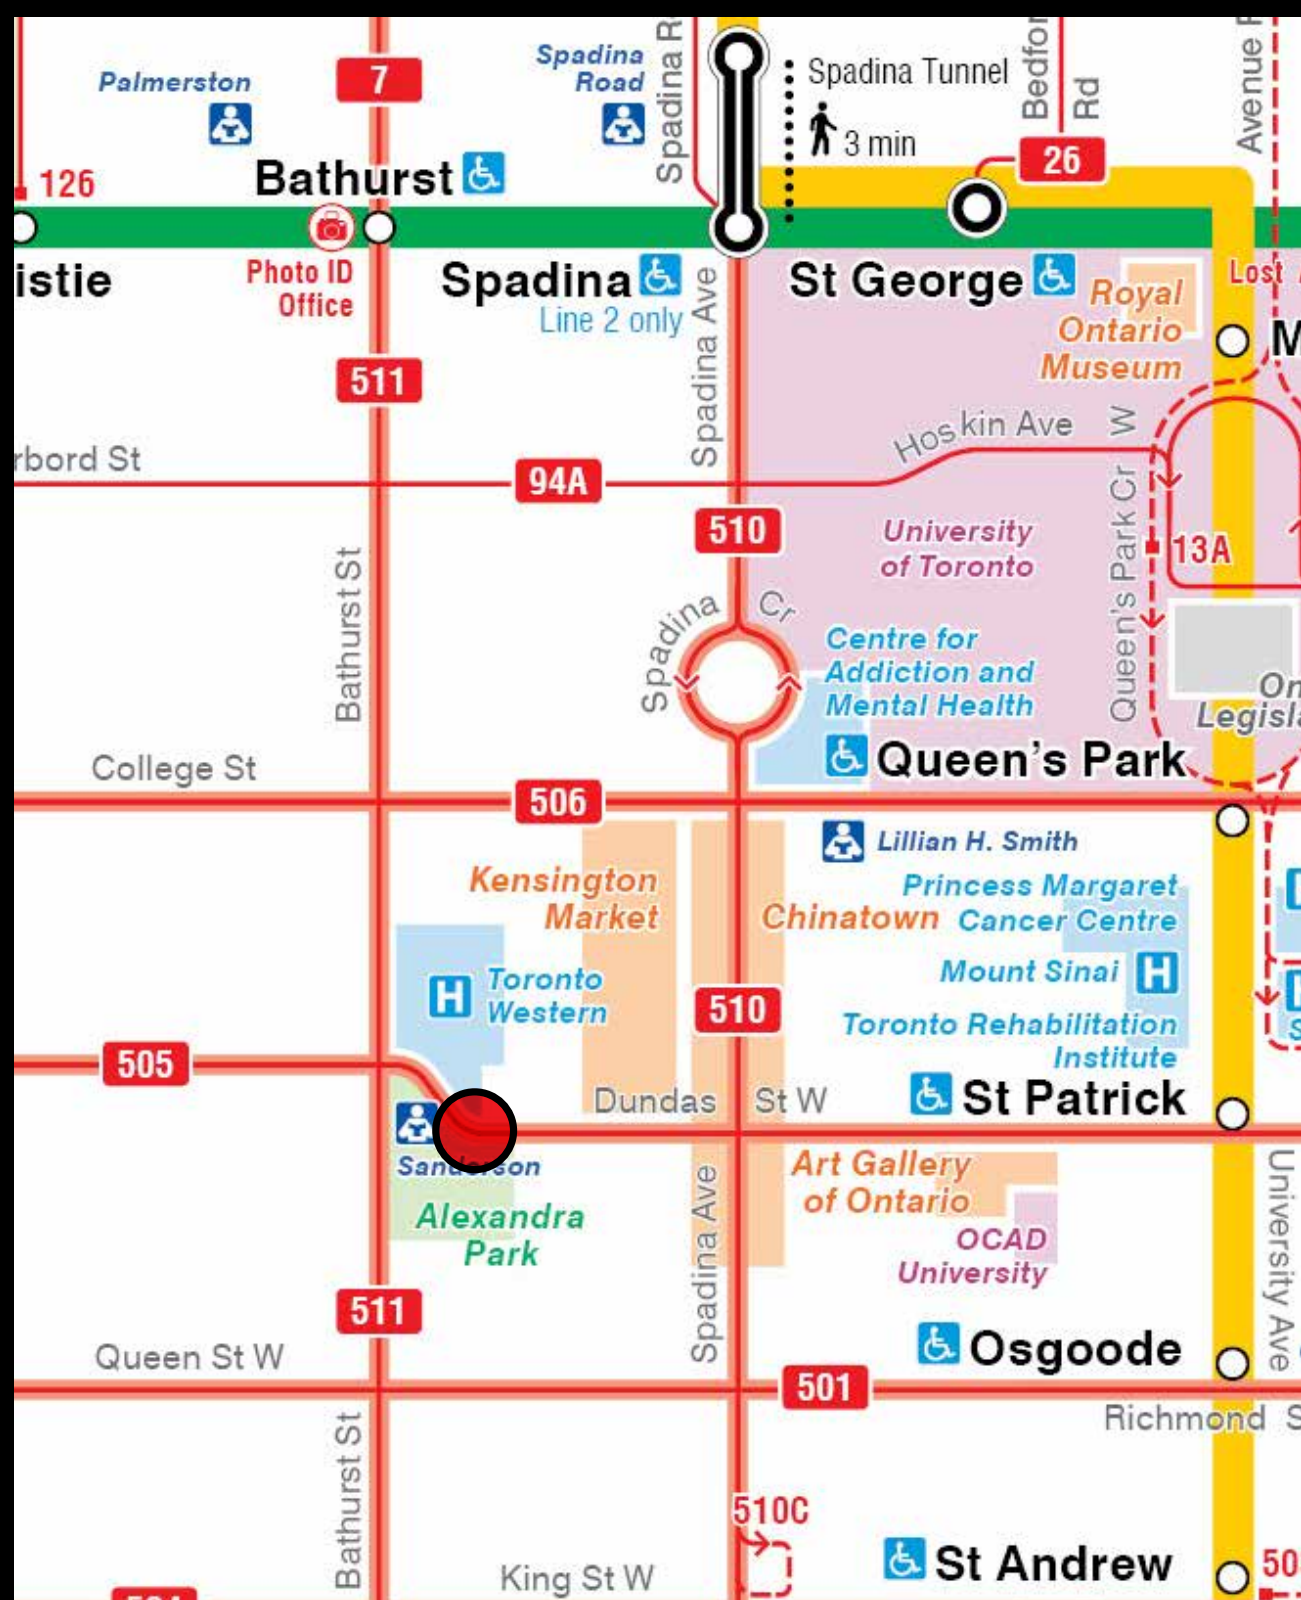 Palmerston
7
Spadina
Road
Spadina R
Spadina Tunnel
3 min
Bedfor
Rd
Avenue
26
126
Bathurst
Photo ID
Office
istie
Spadina
Line 2 only
Spadina Ave
St George
Royal
Ontario
Museum
Lost
M
511
rbord St
94A
Hoskin Ave
Queen's Park Cr W
510
University
of Toronto
13A
Bathurst St
Spadina Cr
Centre for
Addiction and
Mental Health
On
Legisla
Queen's Park
College St
506
Lillian H. Smith
Kensington
Market
Chinatown
Princess Margaret
Cancer Centre
H
Toronto
Western
510
Mount Sinai H
Toronto Rehabilitation
Institute
S
505
Dundas St W
St Patrick
Sanderson
Alexandra
Park
Spadina Ave
Art Gallery
of Ontario
OCAD
University
University Ave
511
Queen St W
501
Osgoode
Richmond S
Bathurst St
510C
King St W
St Andrew
50